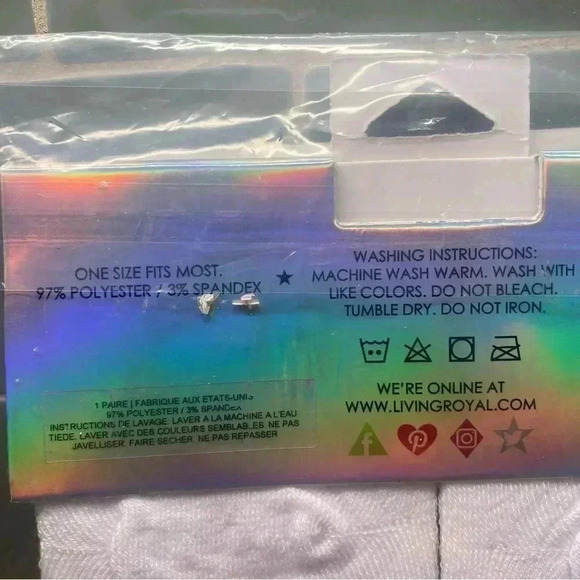 ONE SIZE FITS MOST.
97% POLYESTER / 3% SPANDEX
WASHING INSTRUCTIONS:
MACHINE WASH WARM. WASH WITH
LIKE COLORS. DO NOT BLEACH.
TUMBLE DRY. DO NOT IRON.
WE'RE ONLINE AT
WWW.LIVINGROYAL.COM
1 PAIRE | FABRIQUE AUX ETATS-UNIS
97% POLYESTER / 3% SPANDEX
INSTRUCTIONS DE LAVAGE. LAVER A LA MACHINE A L'EAU
TIEDE. LAVER AVEC DES COULEURS SEMBLABLES. NE PAS
JAVELLISER. FAIRE SECHER. NE PAS REPASSER